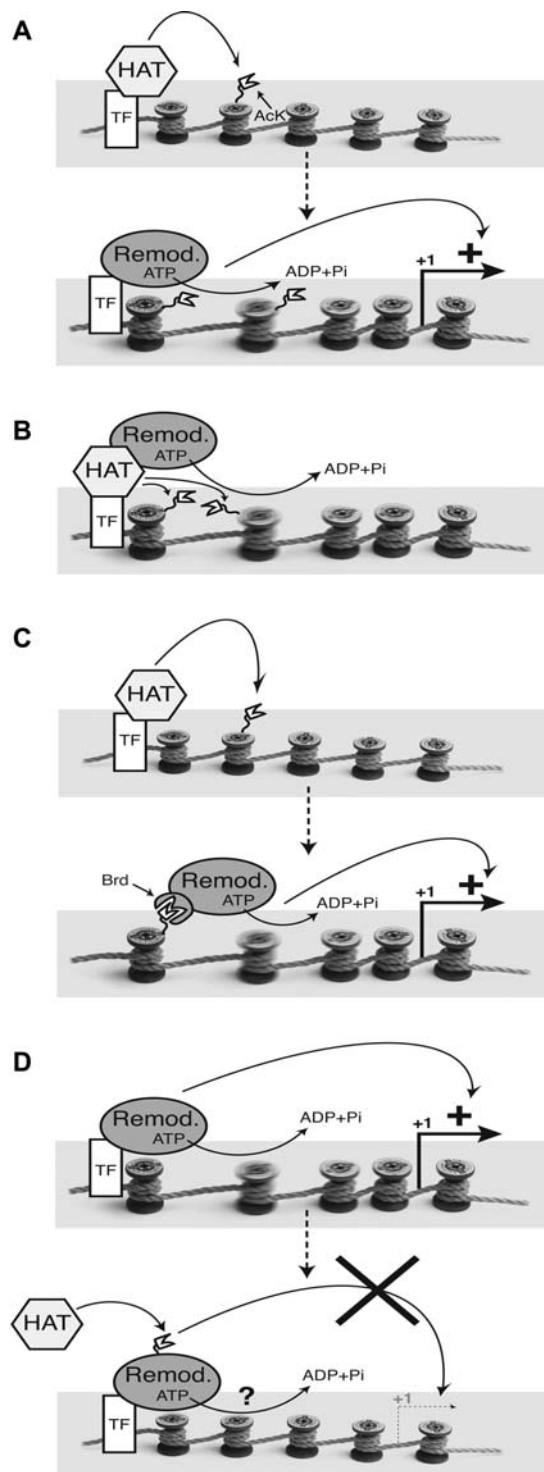 A
HAT
TF
AcK
Remod.
ATP
ADP+Pi
TF
+1
+
B
Remod.
ATP
HAT
ADP+Pi
TF
C
HAT
TF
Brd
Remod.
ATP
ADP+Pi
+1
+
D
Remod.
ATP
ADP+Pi
TF
+1
+
HAT
Remod.
ATP
?
ADP+Pi
TF
+1